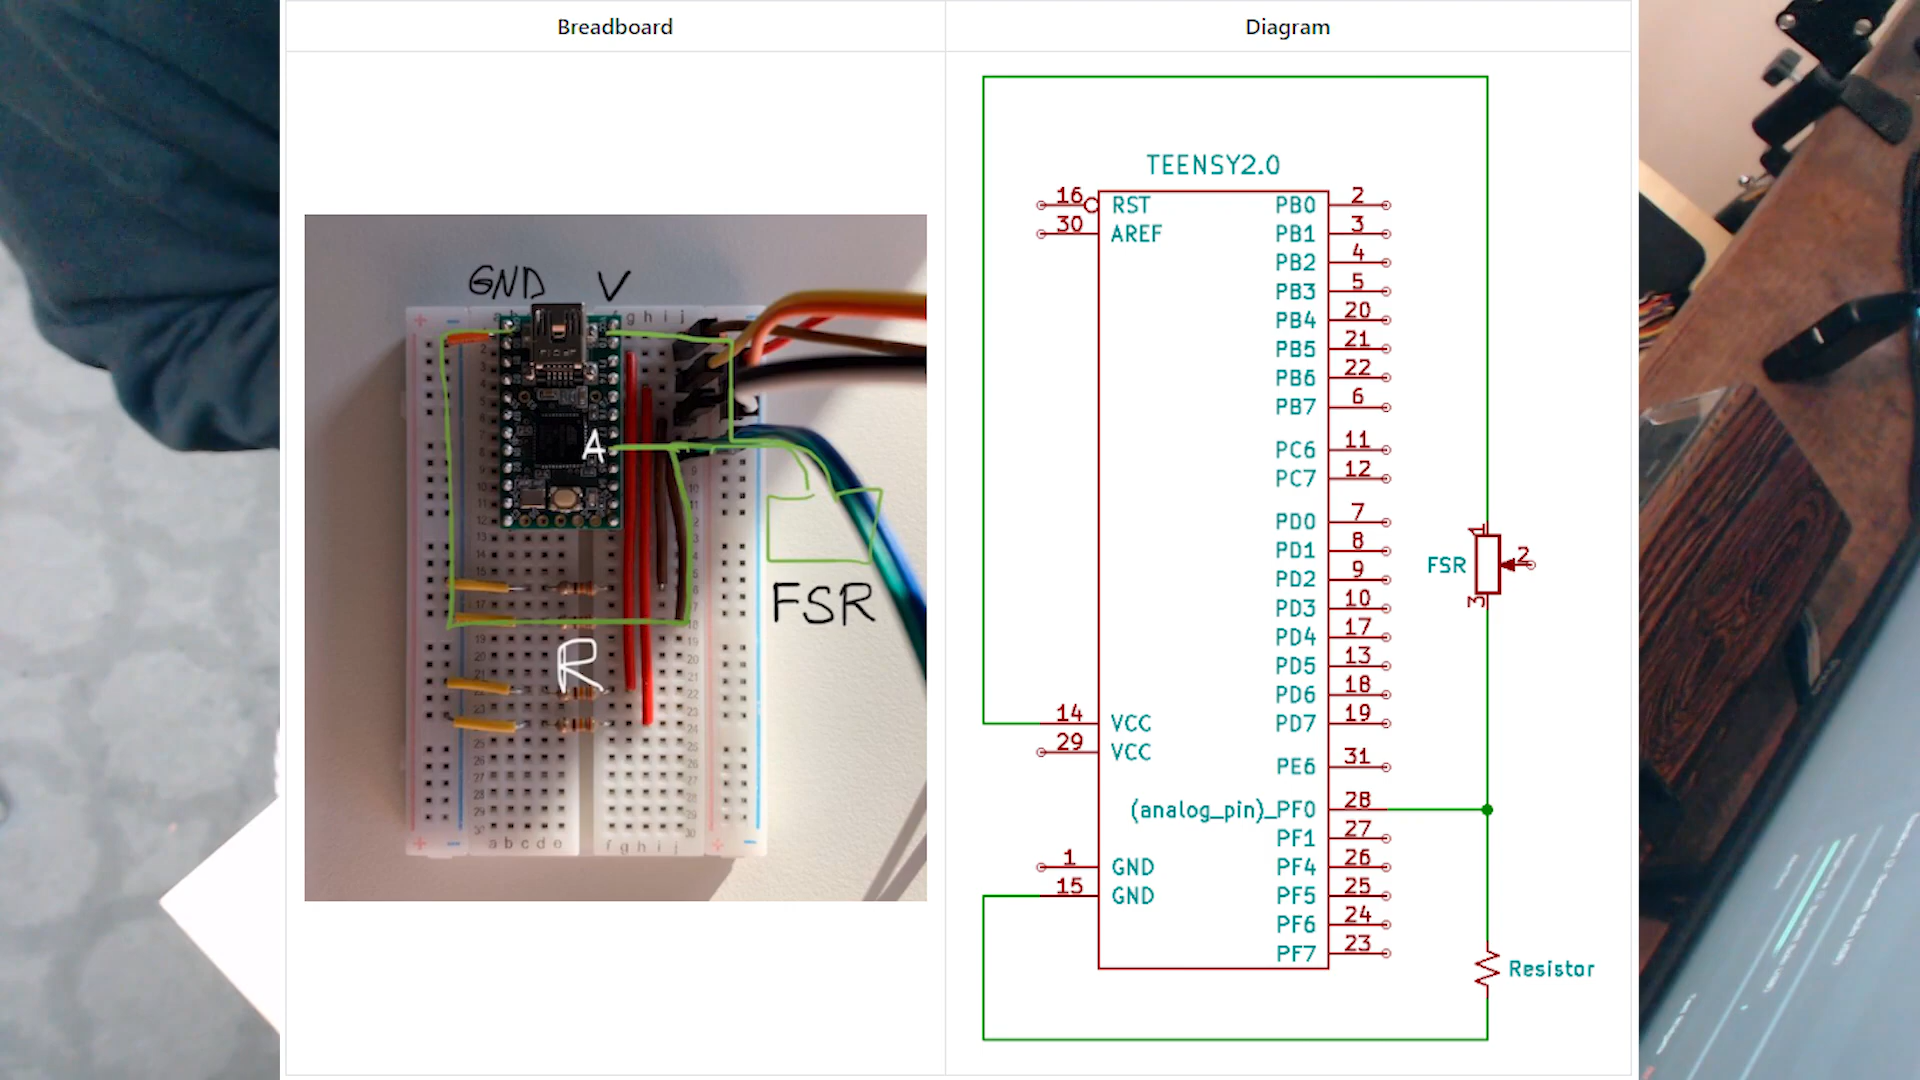 Breadboard
Diagram
GND V
A
FSR
R
a b
f g h i j
a b c d e
f g h i j
TEENSY2.0
16 RST
30 AREF
14 VCC
29 VCC
1 GND
15 GND
PB0 2
PB1 3
PB2 4
PB3 5
PB4 20
PB5 21
PB6 22
PB7 6
PC6 11
PC7 12
PD0 7
PD1 8
PD2 9
PD3 10
PD4 17
PD5 13
PD6 18
PD7 19
PE6 31
(analog_pin)_PF0 28
PF1 27
PF4 26
PF5 25
PF6 24
PF7 23
1
FSR 2
3
Resistor